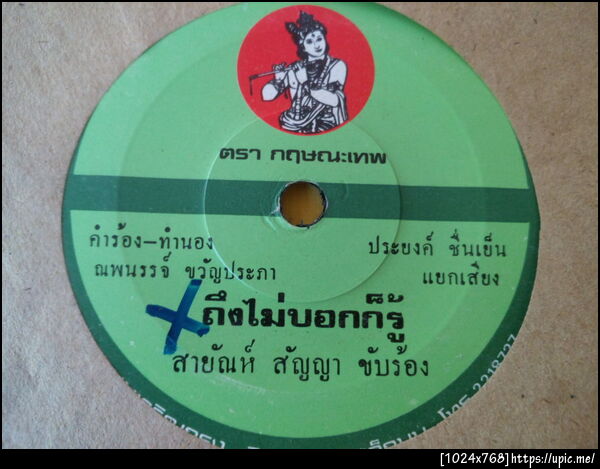 ตรา กฤษณะเทพ
คำร้อง-ทำนอง
ณพนรรจ์ ขวัญประภา
ประยงค์ ชื่นเย็น
แยกเสียง
ถึงไม่บอกก็รู้
สายัณห์ สัญญา ขับร้อง
โทร. 2218727
[1024x768]https://upic.me/